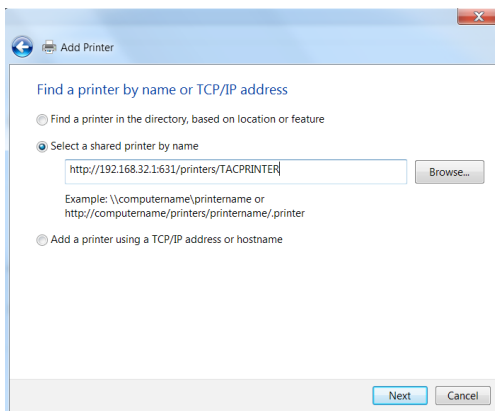 Add Printer
Find a printer by name or TCP/IP address
Find a printer in the directory, based on location or feature
Select a shared printer by name
http://192.168.32.1:631/printers/TACPRINTER
Browse...
Example: \\computername\printername or
http://computername/printers/printername/.printer
Add a printer using a TCP/IP address or hostname
Next
Cancel